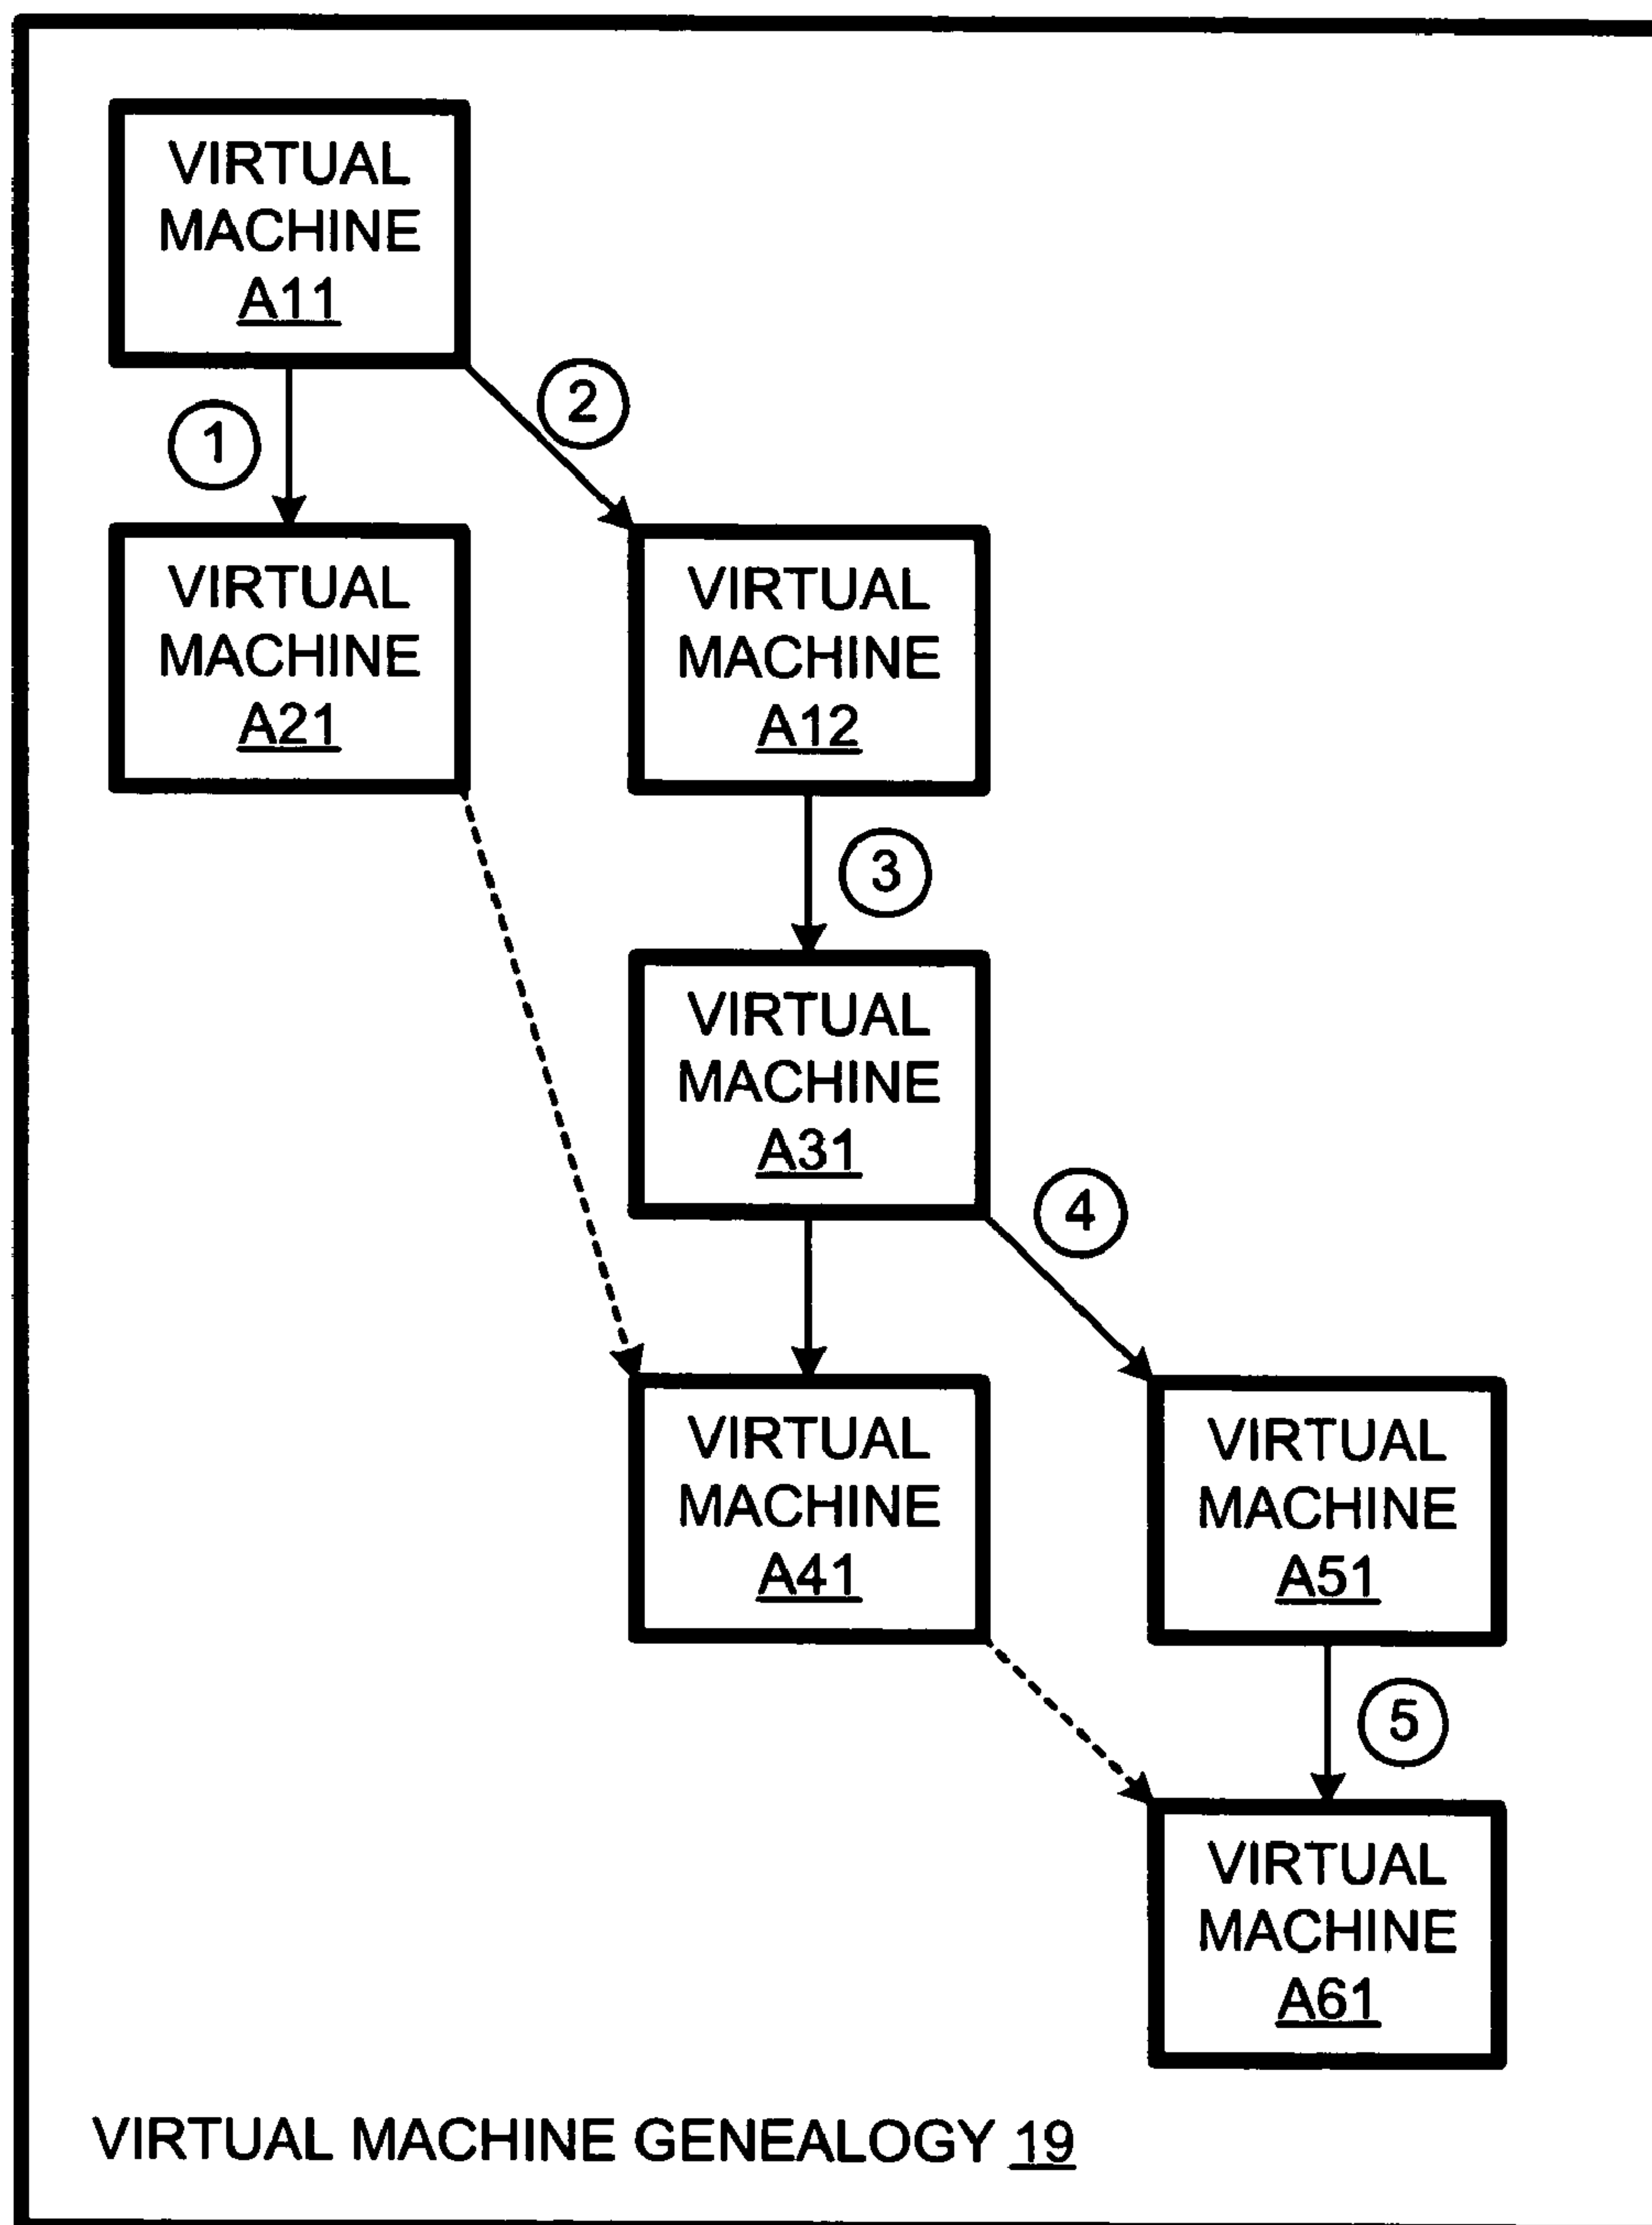 VIRTUAL
MACHINE
A11
1
2
VIRTUAL
MACHINE
A21
VIRTUAL
MACHINE
A12
3
VIRTUAL
MACHINE
A31
4
VIRTUAL
MACHINE
A41
VIRTUAL
MACHINE
A51
5
VIRTUAL
MACHINE
A61
VIRTUAL MACHINE GENEALOGY 19